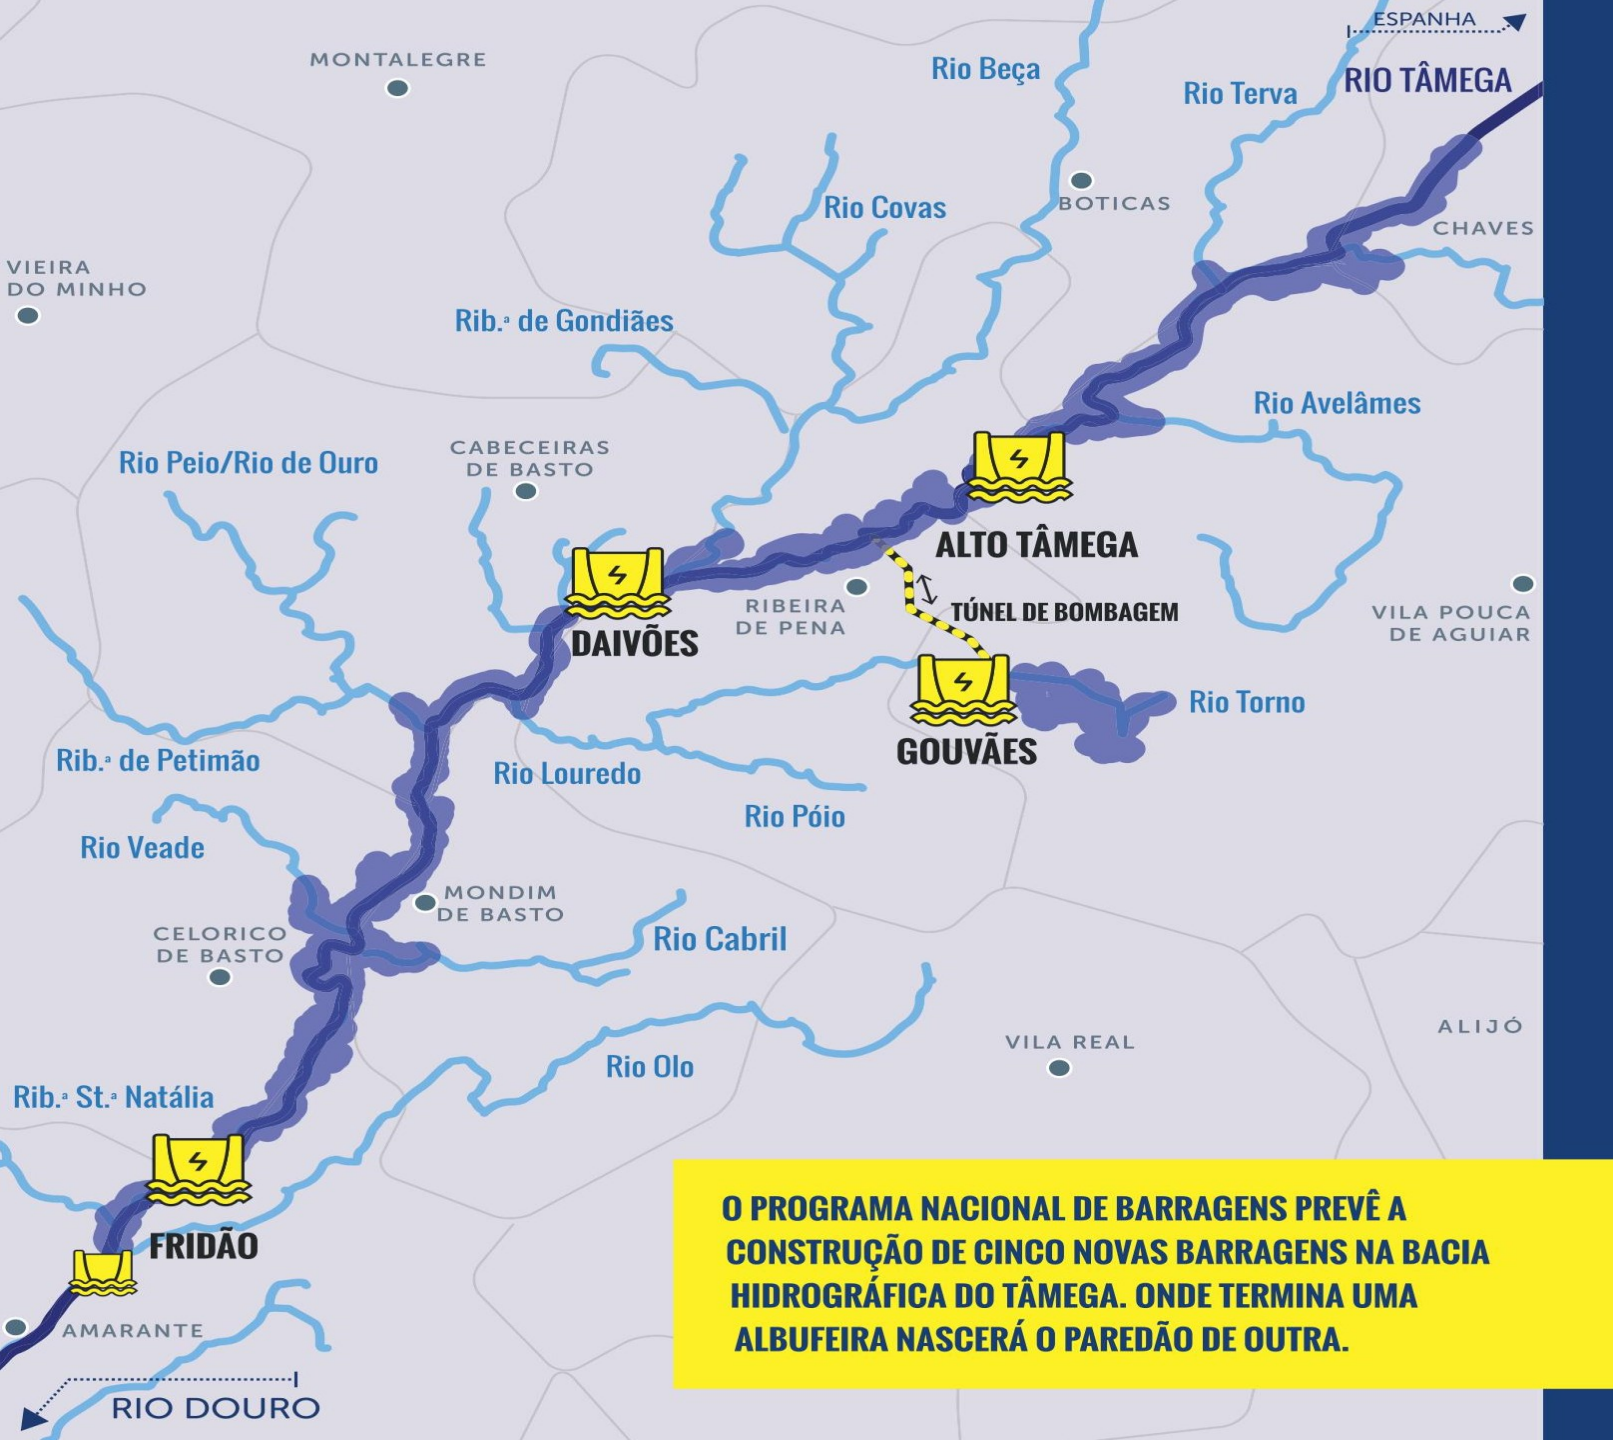 ESPANHA
MONTALEGRE
Rio Beça
RIO TÂMEGA
Rio Terva
BOTICAS
Rio Covas
CHAVES
VIEIRA
DO MINHO
Rib.ª de Gondiães
Rio Avelâmes
CABECEIRAS
DE BASTO
Rio Peio/Rio de Ouro
ALTO TÂMEGA
RIBEIRA
DE PENA
TÚNEL DE BOMBAGEM
VILA POUCA
DE AGUIAR
DAIVÕES
Rio Torno
GOUVÃES
Rib.ª de Petimão
Rio Louredo
Rio Póio
Rio Veade
MONDIM
DE BASTO
CELORICO
DE BASTO
Rio Cabril
ALIJÓ
VILA REAL
Rio Olo
Rib.ª St.ª Natália
FRIDÃO
O PROGRAMA NACIONAL DE BARRAGENS PREVÊ A
CONSTRUÇÃO DE CINCO NOVAS BARRAGENS NA BACIA
HIDROGRÁFICA DO TÂMEGA. ONDE TERMINA UMA
ALBUFEIRA NASCERÁ O PAREDÃO DE OUTRA.
AMARANTE
RIO DOURO